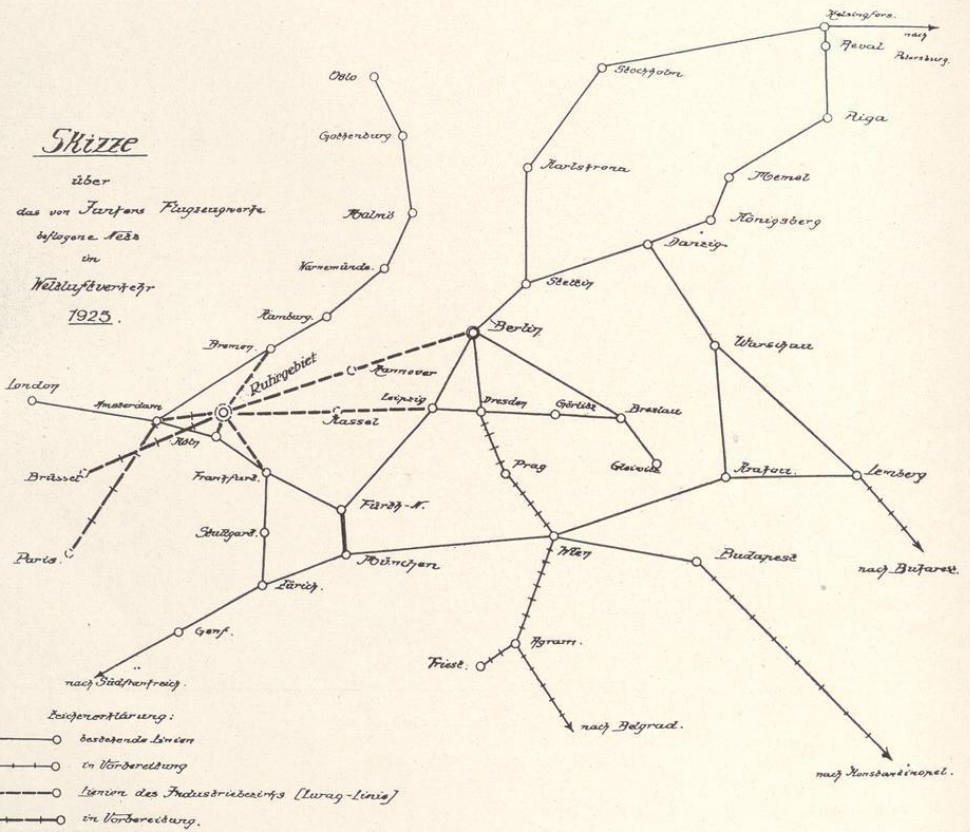 Skizze
über
das von Junkers Flugzeugwerke
beflogene Netz
im
Weltluftverkehr
1925.
Helsingfors.
nach
Petersburg.
Reval
Stockholm.
Riga
Oslo
Gothenburg
Karlskrona
Memel
Königsberg
Malmö
Danzig.
Warnemünde.
Stettin
Hamburg.
Berlin.
Bremen.
Ruhrgebiet
Warschau
Hannover
London
Amsterdam
Leipzig
Dresden
Görlitz
Breslau
Kassel
Köln
Brüssel
Frankfurt.
Prag
Gleiwitz
Krakau.
Lemberg
Fürth-N.
Stuttgart.
Paris.
Wien
München
Budapest
nach Bukarest.
Zürich.
Genf.
Agram.
Triest.
nach Südfrankreich.
nach Belgrad.
nach Konstantinopel.
Zeichenerklärung:
bestehende Linien
in Vorbereitung
Linien des Industriebezirks [Lurag-Linie]
in Vorbereitung.